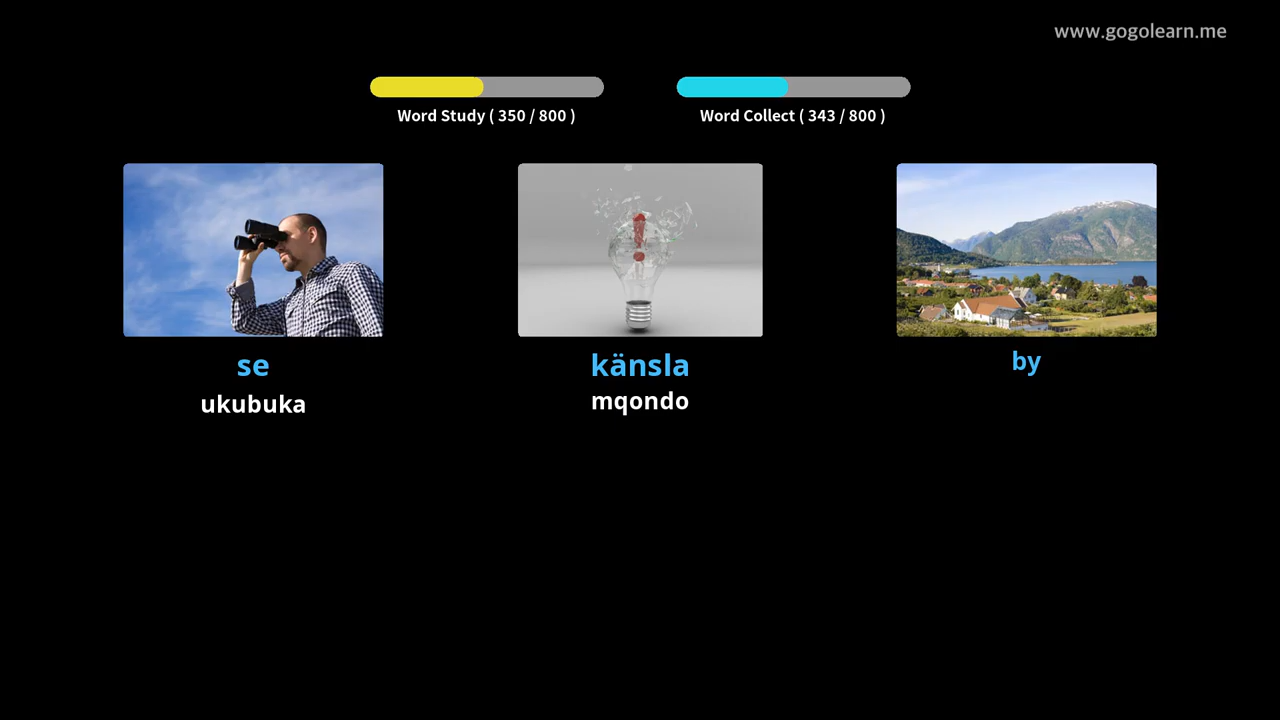 www.gogolearn.me
Word Study ( 350 / 800 )
Word Collect ( 343 / 800 )
se
ukubuka
känsla
mqondo
by